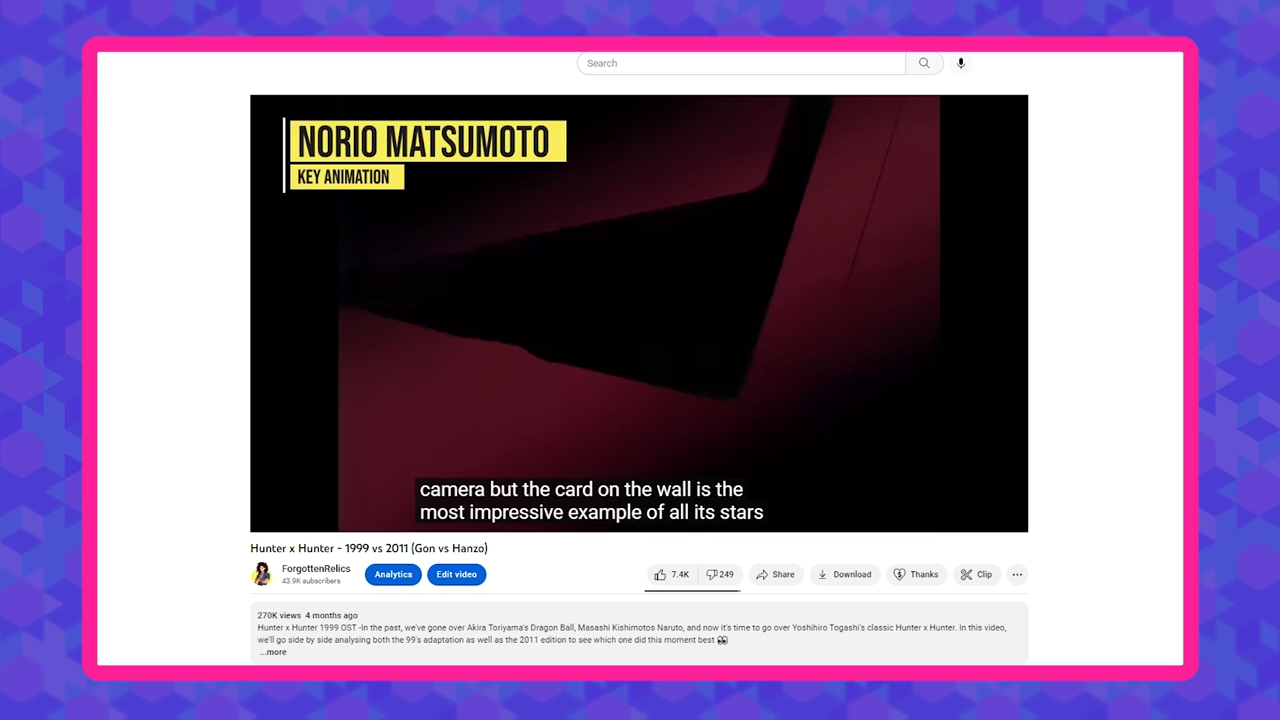 Search
NORIO MATSUMOTO
KEY ANIMATION
camera but the card on the wall is the
most impressive example of all its stars
Hunter x Hunter - 1999 vs 2011 (Gon vs Hanzo)
ForgottenRelics
43.9K subscribers
Analytics
Edit video
7.4K
249
Share
Download
Thanks
Clip
270K views 4 months ago
Hunter x Hunter 1999 OST -In the past, we've gone over Akira Toriyama's Dragon Ball, Masashi Kishimotos Naruto, and now it's time to go over Yoshihiro Togashi's classic Hunter x Hunter. In this video,
we'll go side by side analysing both the 99's adaptation as well as the 2011 edition to see which one did this moment best 👀
...more